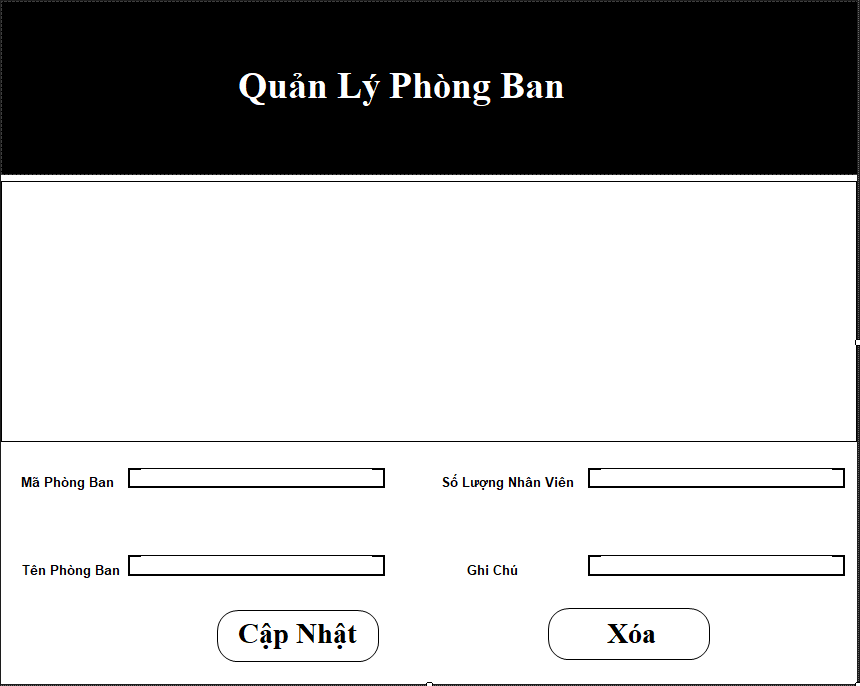 Quản Lý Phòng Ban
Mã Phòng Ban
Số Lượng Nhân Viên
Tên Phòng Ban
Ghi Chú
Cập Nhật
Xóa